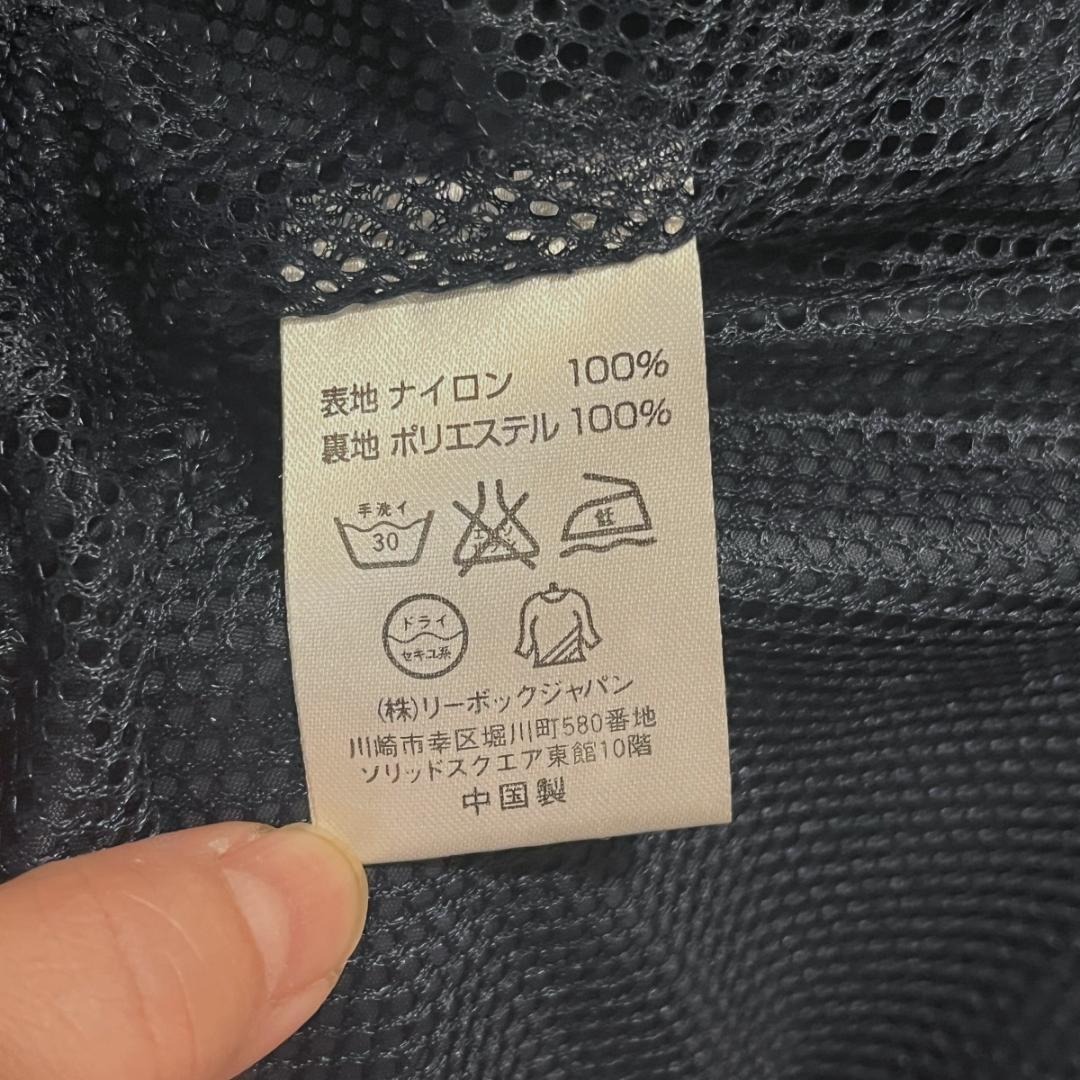 表地 ナイロン 100%
裏地 ポリエステル 100%
手洗イ
30
エンソ
サラシ
低
ドライ
セキユ系
(株)リーボックジャパン
川崎市幸区堀川町580番地
ソリッドスクエア東館10階
中国製